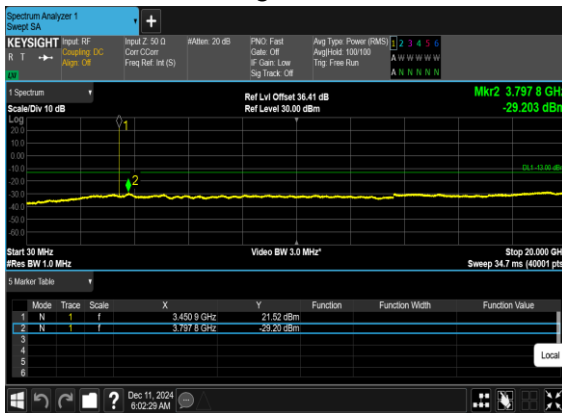 Spectrum Analyzer 1
Swept SA
+
KEYSIGHT Input: RF Input Z: 50 Ω #Atten: 20 dB PNO: Fast Avg Type: Power (RMS) 1 2 3 4 5 6
R T Coupling: DC Corr CCorr Gate: Off Avg|Hold: 100/100 A W W W W W
Align: Off Freq Ref: Int (S) IF Gain: Low Trig: Free Run
Sig Track: Off A N N N N N
1 Spectrum Ref Lvl Offset 36.41 dB Mkr2 3.797 8 GHz
Scale/Div 10 dB Ref Level 30.00 dBm -29.203 dBm
Log
20.0
10.0
0.00
-10.0
-20.0
-30.0
-40.0
-50.0
-60.0
1
2
DL1 -13.00 dB
Start 30 MHz Video BW 3.0 MHz* Stop 20.000 GH
#Res BW 1.0 MHz Sweep 34.7 ms (40001 pts
5 Marker Table
Mode Trace Scale X Y Function Function Width Function Value
1 N 1 f 3.450 9 GHz 21.52 dBm
2 N 1 f 3.797 8 GHz -29.20 dBm
3
4
5
6
Local
? Dec 11, 2024
6:02:29 AM